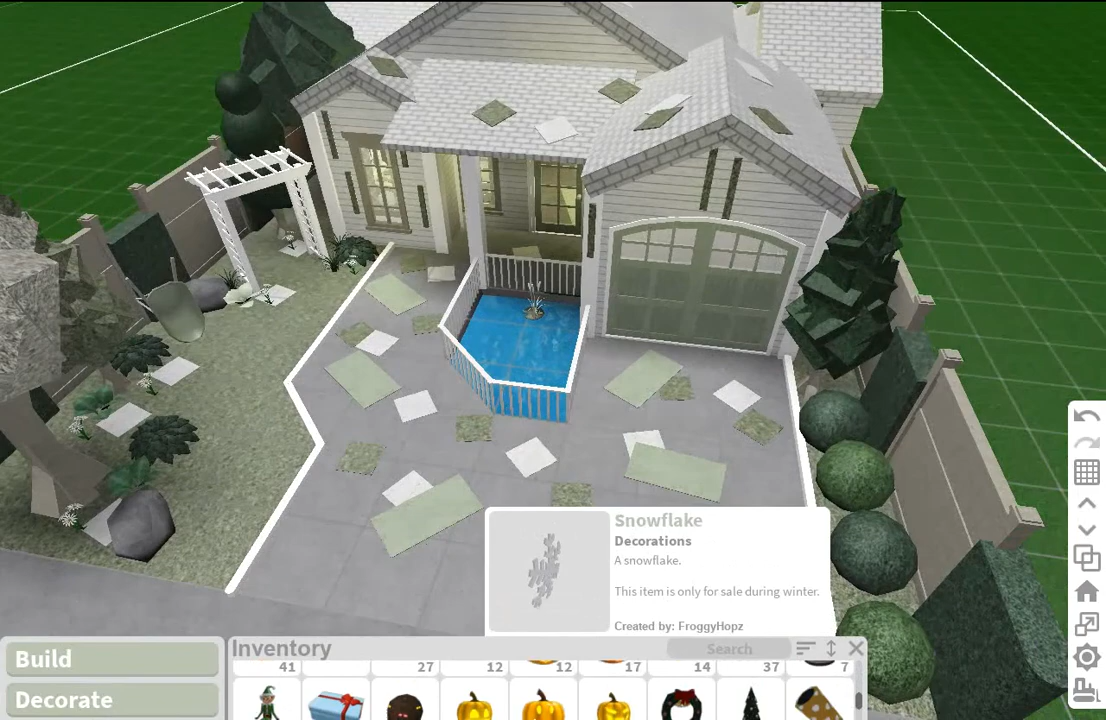 Snowflake
Decorations
A snowflake.
This item is only for sale during winter.
Created by: FroggyHopz
Build
Decorate
Inventory
Search
41 27 12 12 17 14 37 7